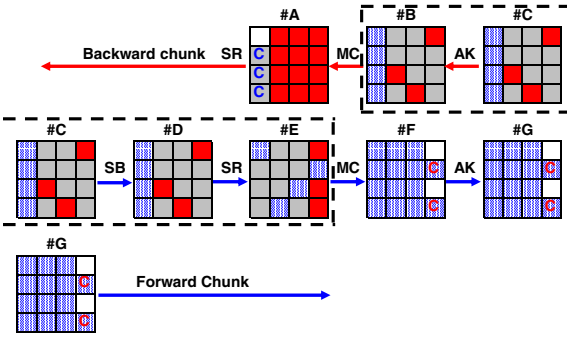 #A #B #C
Backward chunk SR C MC AK
C
C
#C #D #E #F #G
SB SR MC C AK C
C C
#G
C Forward Chunk
C